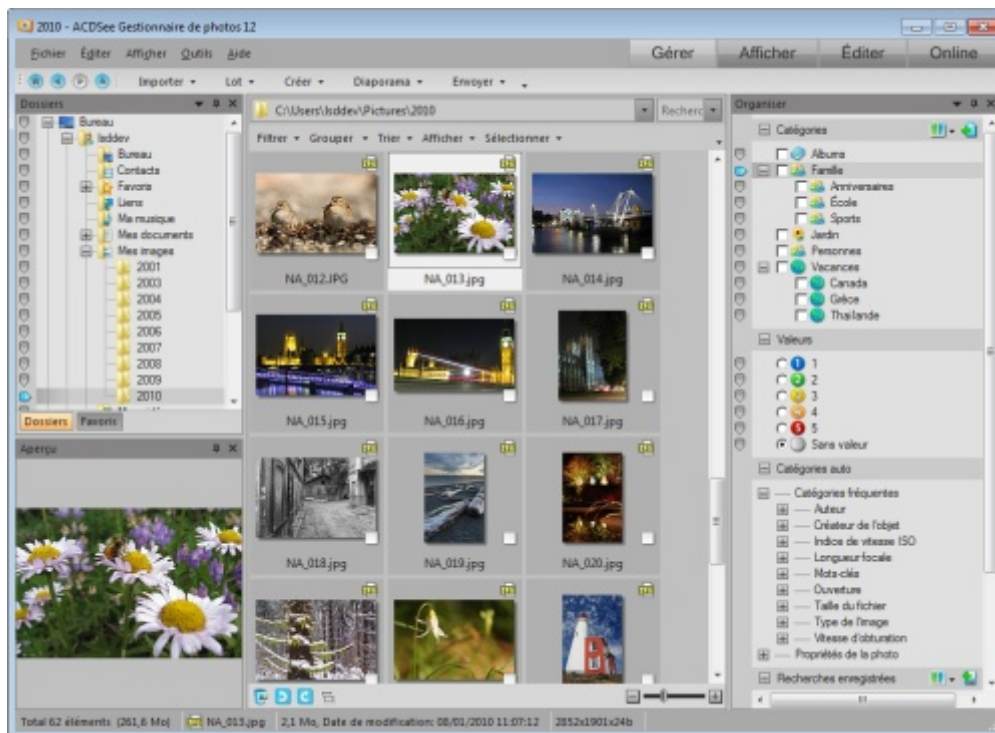 2010 - ACDSee Gestionnaire de photos 12
Fichier Éditer Afficher Outils Aide
Gérer Afficher Éditer Online
Importer Lot Créer Diaporama Envoyer
Dossiers
Bureau
lsddev
Bureau
Contacts
Favoris
Liens
Ma musique
Mes documents
Mes images
2001
2003
2004
2005
2006
2007
2008
2009
2010
Dossiers Favoris
Aperçu
C:\Users\lsddev\Pictures\2010
Recherc
Filtrer Grouper Trier Afficher Sélectionner
NA_012.JPG NA_013.jpg NA_014.jpg
NA_015.jpg NA_016.jpg NA_017.jpg
NA_018.jpg NA_019.jpg NA_020.jpg
Organiser
Catégories
Albums
Famille
Anniversaires
École
Sports
Jardin
Personnes
Vacances
Canada
Grèce
Thaïlande
Valeurs
1 1
2 2
3 3
4 4
5 5
Sans valeur
Catégories auto
Catégories fréquentes
Auteur
Créateur de l'objet
Indice de vitesse ISO
Longueur focale
Mots-clés
Ouverture
Taille du fichier
Type de l'image
Vitesse d'obturation
Propriétés de la photo
Recherches enregistrées
Total 62 éléments (261,6 Mo) NA_013.jpg 2,1 Mo, Date de modification: 08/01/2010 11:07:12 2852x1901x24b